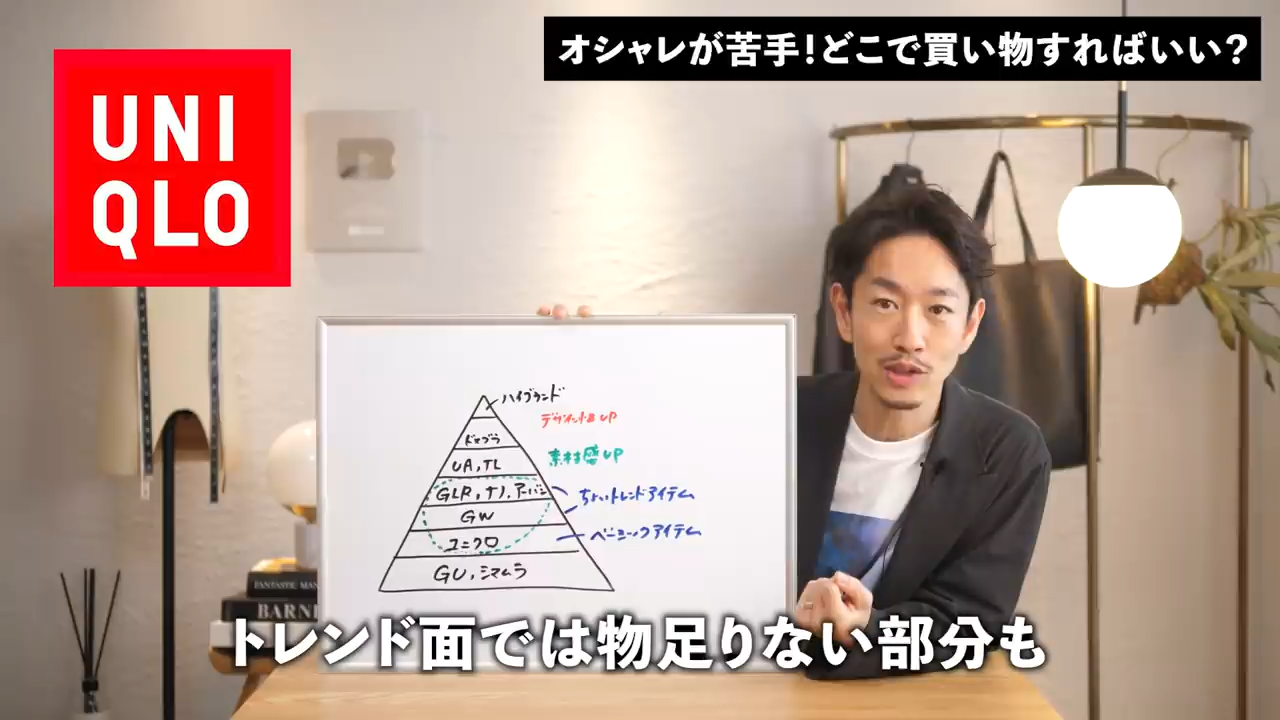 オシャレが苦手!どこで買い物すればいい?
UNI
QLO
ハイブランド
デザイン性UP
ドメブラ
素材感UP
UA,TL
GLR,ナノ,アーバン
ちょいトレンドアイテム
GW
ベーシックアイテム
ユニクロ
GU,シマムラ
FANTASTIC MAN
BARN
トレンド面では物足りない部分も